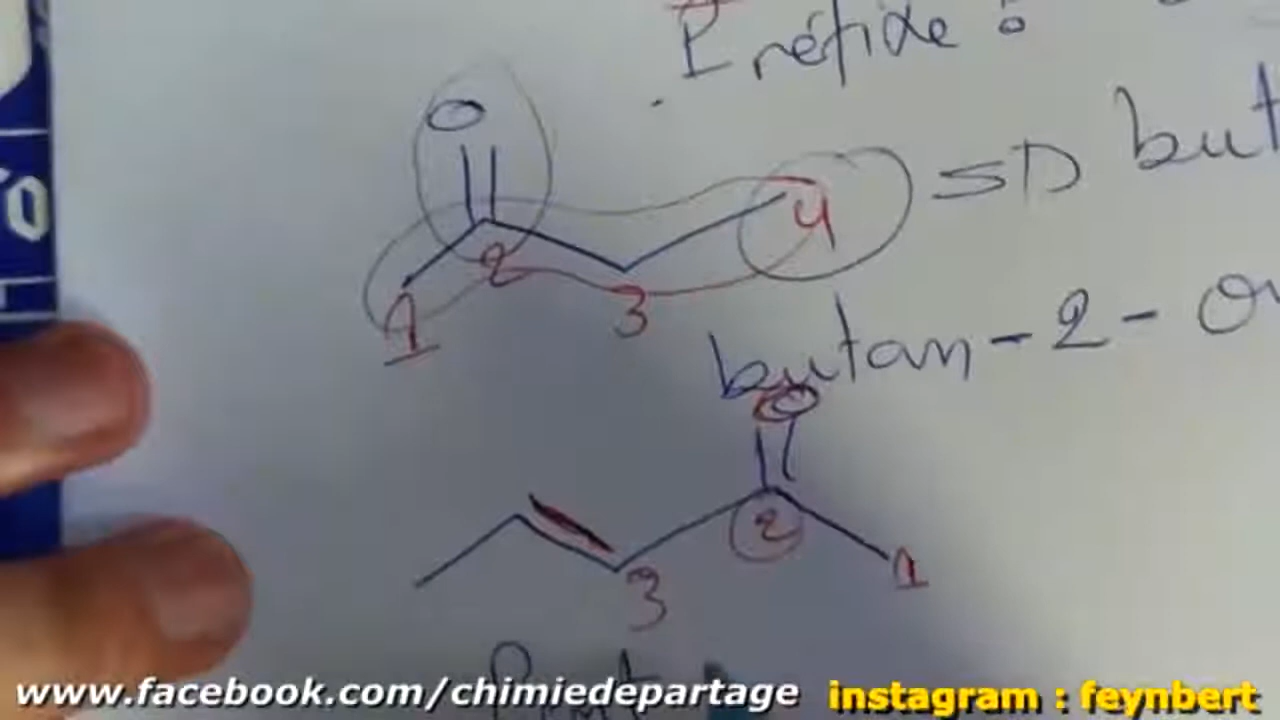 Préfixe :
O
4
SD but
1
2
3
butan-2-on
O
2
1
3
Pent
www.facebook.com/chimiedepartage
instagram : feynbert